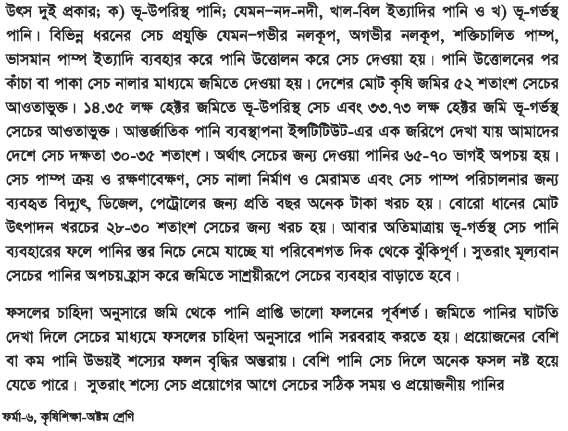 উৎস দুই প্রকার; ক) ভূ-উপরিস্থ পানি; যেমন–নদ-নদী, খাল-বিল ইত্যাদির পানি ও খ) ভূ-গর্ভস্থ
পানি। বিভিন্ন ধরনের সেচ প্রযুক্তি যেমন–গভীর নলকূপ, অগভীর নলকূপ, শক্তিচালিত পাম্প,
ভাসমান পাম্প ইত্যাদি ব্যবহার করে পানি উত্তোলন করে সেচ দেওয়া হয়। পানি উত্তোলনের পর
কাঁচা বা পাকা সেচ নালার মাধ্যমে জমিতে দেওয়া হয়। দেশের মোট কৃষি জমির ৫২ শতাংশ সেচের
আওতাভুক্ত। ১৪.৩৫ লক্ষ হেক্টর জমিতে ভূ-উপরিস্থ সেচ এবং ৩৩.৭৩ লক্ষ হেক্টর জমি ভূ-গর্ভস্থ
সেচের আওতাভুক্ত। আন্তর্জাতিক পানি ব্যবস্থাপনা ইন্সটিটিউট-এর এক জরিপে দেখা যায় আমাদের
দেশে সেচ দক্ষতা ৩০-৩৫ শতাংশ। অর্থাৎ সেচের জন্য দেওয়া পানির ৬৫-৭০ ভাগই অপচয় হয়।
সেচ পাম্প ক্রয় ও রক্ষণাবেক্ষণ, সেচ নালা নির্মাণ ও মেরামত এবং সেচ পাম্প পরিচালনার জন্য
ব্যবহৃত বিদ্যুৎ, ডিজেল, পেট্রোলের জন্য প্রতি বছর অনেক টাকা খরচ হয়। বোরো ধানের মোট
উৎপাদন খরচের ২৮-৩০ শতাংশ সেচের জন্য খরচ হয়। আবার অতিমাত্রায় ভূ-গর্ভস্থ সেচ পানি
ব্যবহারের ফলে পানির স্তর নিচে নেমে যাচ্ছে যা পরিবেশগত দিক থেকে ঝুঁকিপূর্ণ। সুতরাং মূল্যবান
সেচের পানির অপচয় হ্রাস করে জমিতে সাশ্রয়ীরূপে সেচের ব্যবহার বাড়াতে হবে।
ফসলের চাহিদা অনুসারে জমি থেকে পানি প্রাপ্তি ভালো ফলনের পূর্বশর্ত। জমিতে পানির ঘাটতি
দেখা দিলে সেচের মাধ্যমে ফসলের চাহিদা অনুসারে পানি সরবরাহ করতে হয়। প্রয়োজনের বেশি
বা কম পানি উভয়ই শস্যের ফলন বৃদ্ধির অন্তরায়। বেশি পানি সেচ দিলে অনেক ফসল নষ্ট হয়ে
যেতে পারে। সুতরাং শস্যে সেচ প্রয়োগের আগে সেচের সঠিক সময় ও প্রয়োজনীয় পানির
ফর্মা-৬, কৃষিশিক্ষা-অষ্টম শ্রেণি